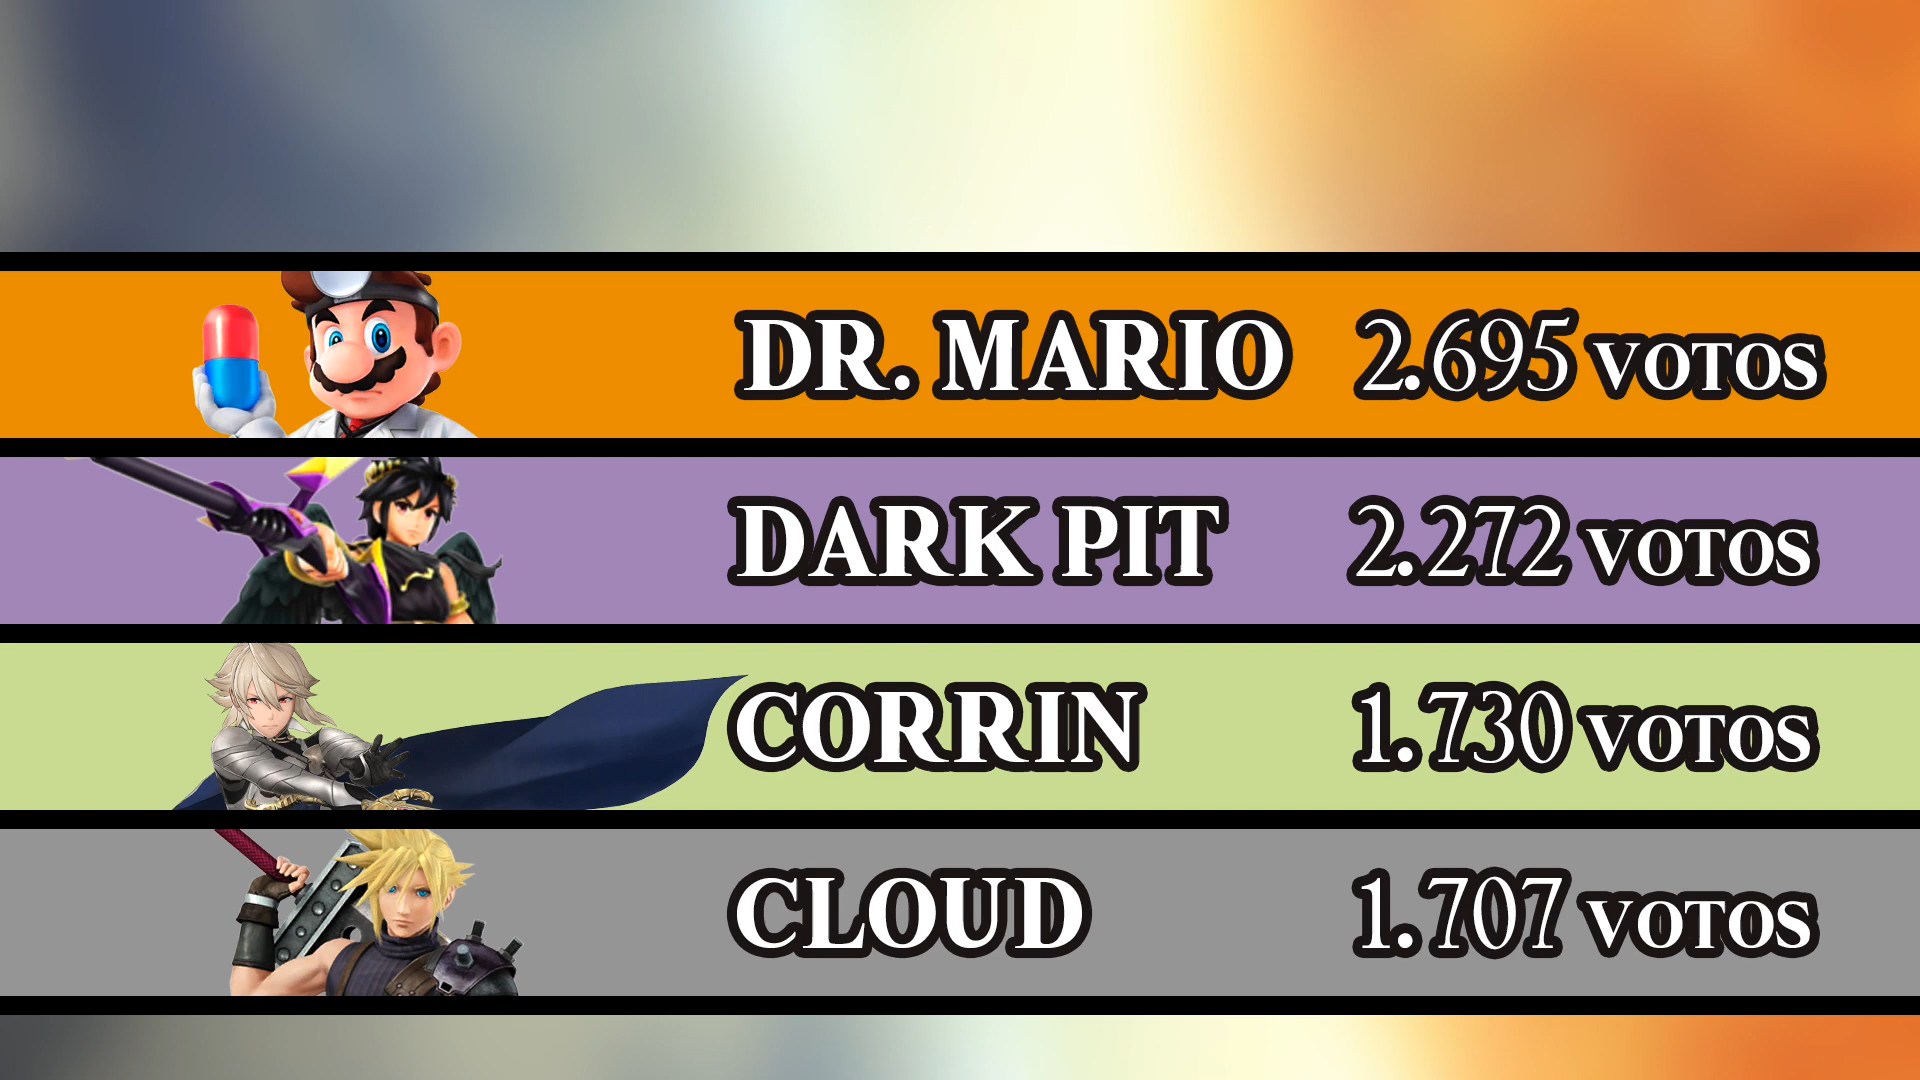 DR. MARIO 2.695 VOTOS
DARK PIT 2.272 VOTOS
CORRIN 1.730 VOTOS
CLOUD 1.707 VOTOS